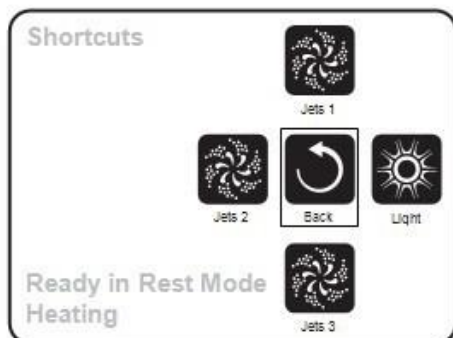 Shortcuts
Jets 1
Jets 2
Back
Light
Ready in Rest Mode
Heating
Jets 3